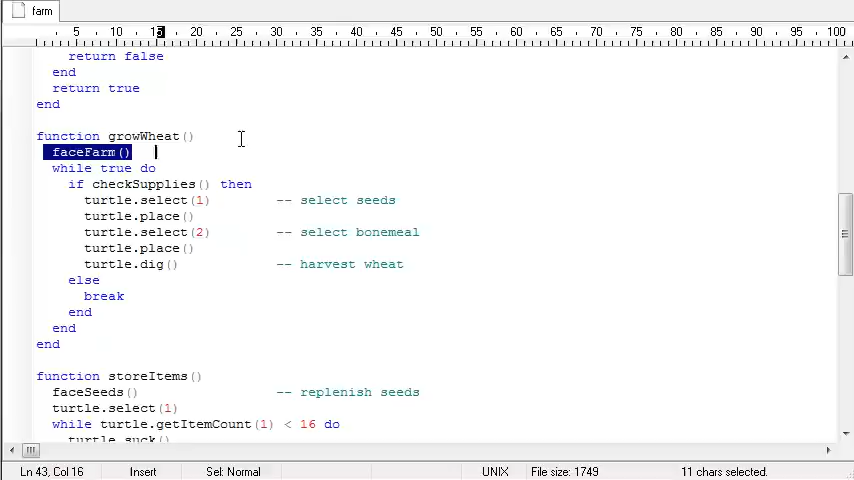 farm
5 10 15 20 25 30 35 40 45 50 55 60 65 70 75 80 85 90 95 100
return false
end
return true
end
function growWheat()
faceFarm()
while true do
if checkSupplies() then
turtle.select(1) -- select seeds
turtle.place()
turtle.select(2) -- select bonemeal
turtle.place()
turtle.dig() -- harvest wheat
else
break
end
end
end
function storeItems()
faceSeeds() -- replenish seeds
turtle.select(1)
while turtle.getItemCount(1) < 16 do
turtle.suck()
Ln 43, Col 16 Insert Sel: Normal UNIX File size: 1749 11 chars selected.